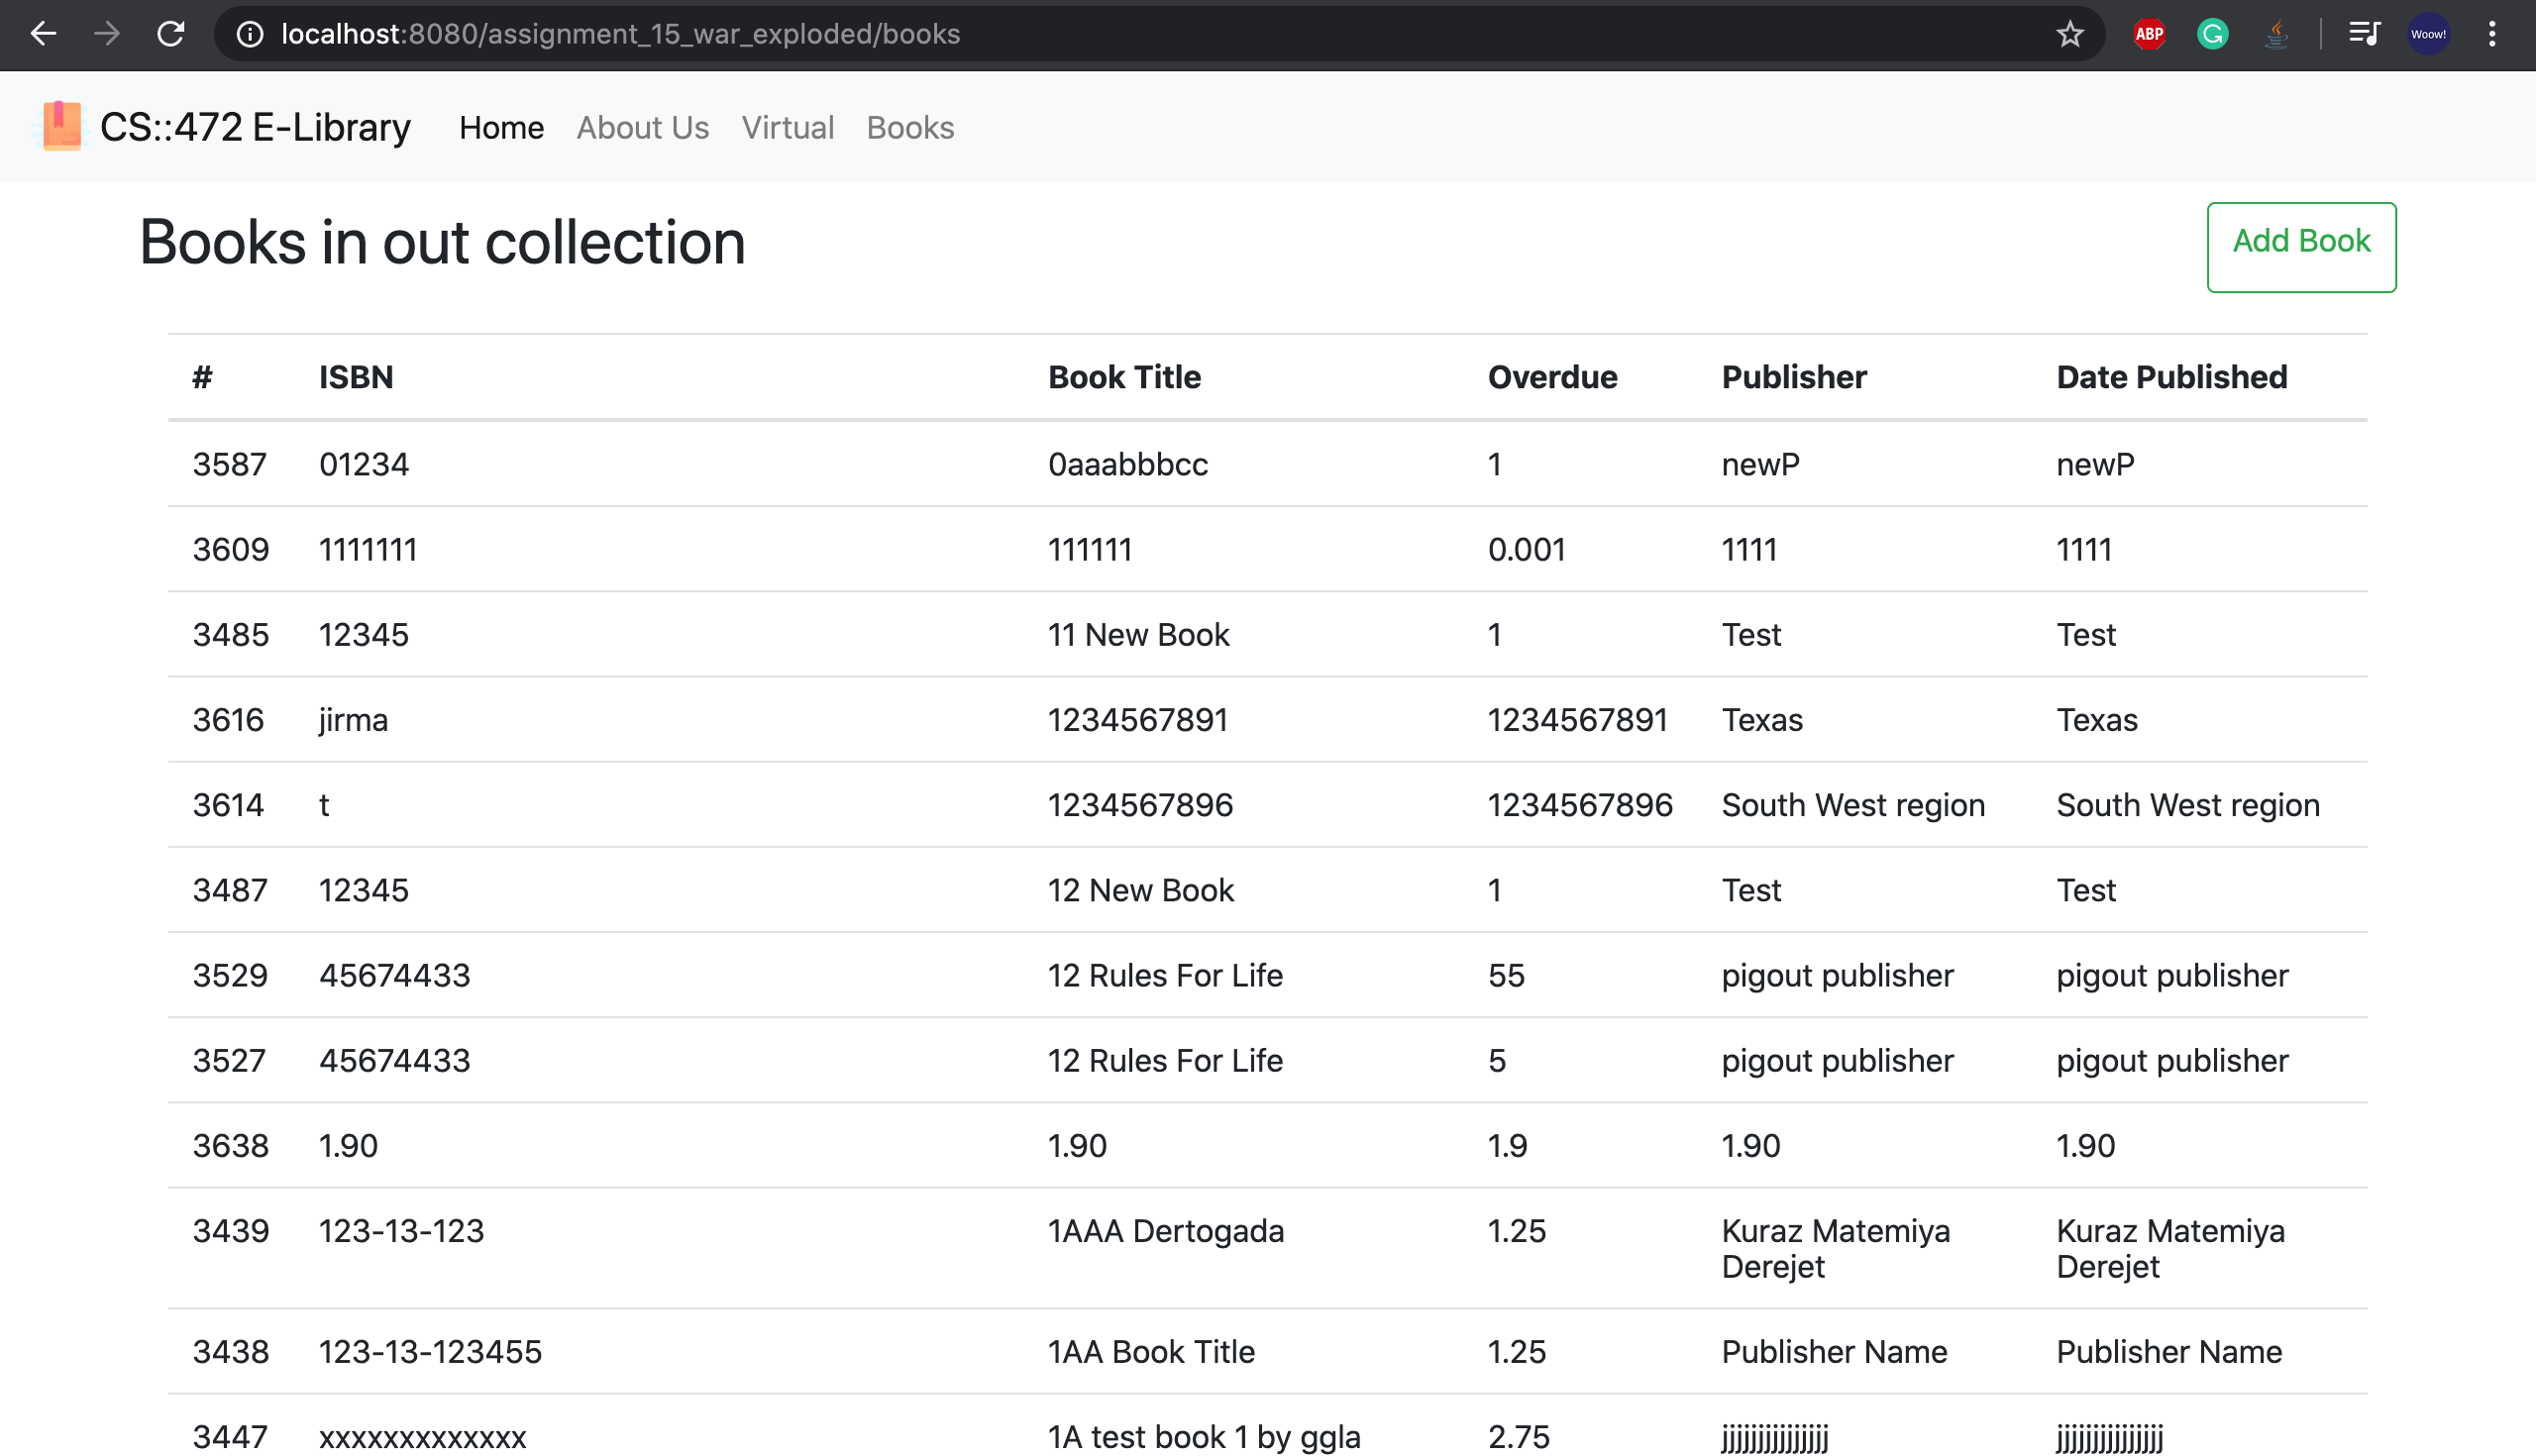 localhost:8080/assignment_15_war_exploded/books
ABP
G
Woow!
CS::472 E-Library Home About Us Virtual Books
Books in out collection
Add Book
# ISBN Book Title Overdue Publisher Date Published
3587 01234 0aaabbbcc 1 newP newP
3609 1111111 111111 0.001 1111 1111
3485 12345 11 New Book 1 Test Test
3616 jirma 1234567891 1234567891 Texas Texas
3614 t 1234567896 1234567896 South West region South West region
3487 12345 12 New Book 1 Test Test
3529 45674433 12 Rules For Life 55 pigout publisher pigout publisher
3527 45674433 12 Rules For Life 5 pigout publisher pigout publisher
3638 1.90 1.90 1.9 1.90 1.90
3439 123-13-123 1AAA Dertogada 1.25 Kuraz Matemiya Kuraz Matemiya
Derejet Derejet
3438 123-13-123455 1AA Book Title 1.25 Publisher Name Publisher Name
3447 xxxxxxxxxxxxx 1A test book 1 by ggla 2.75